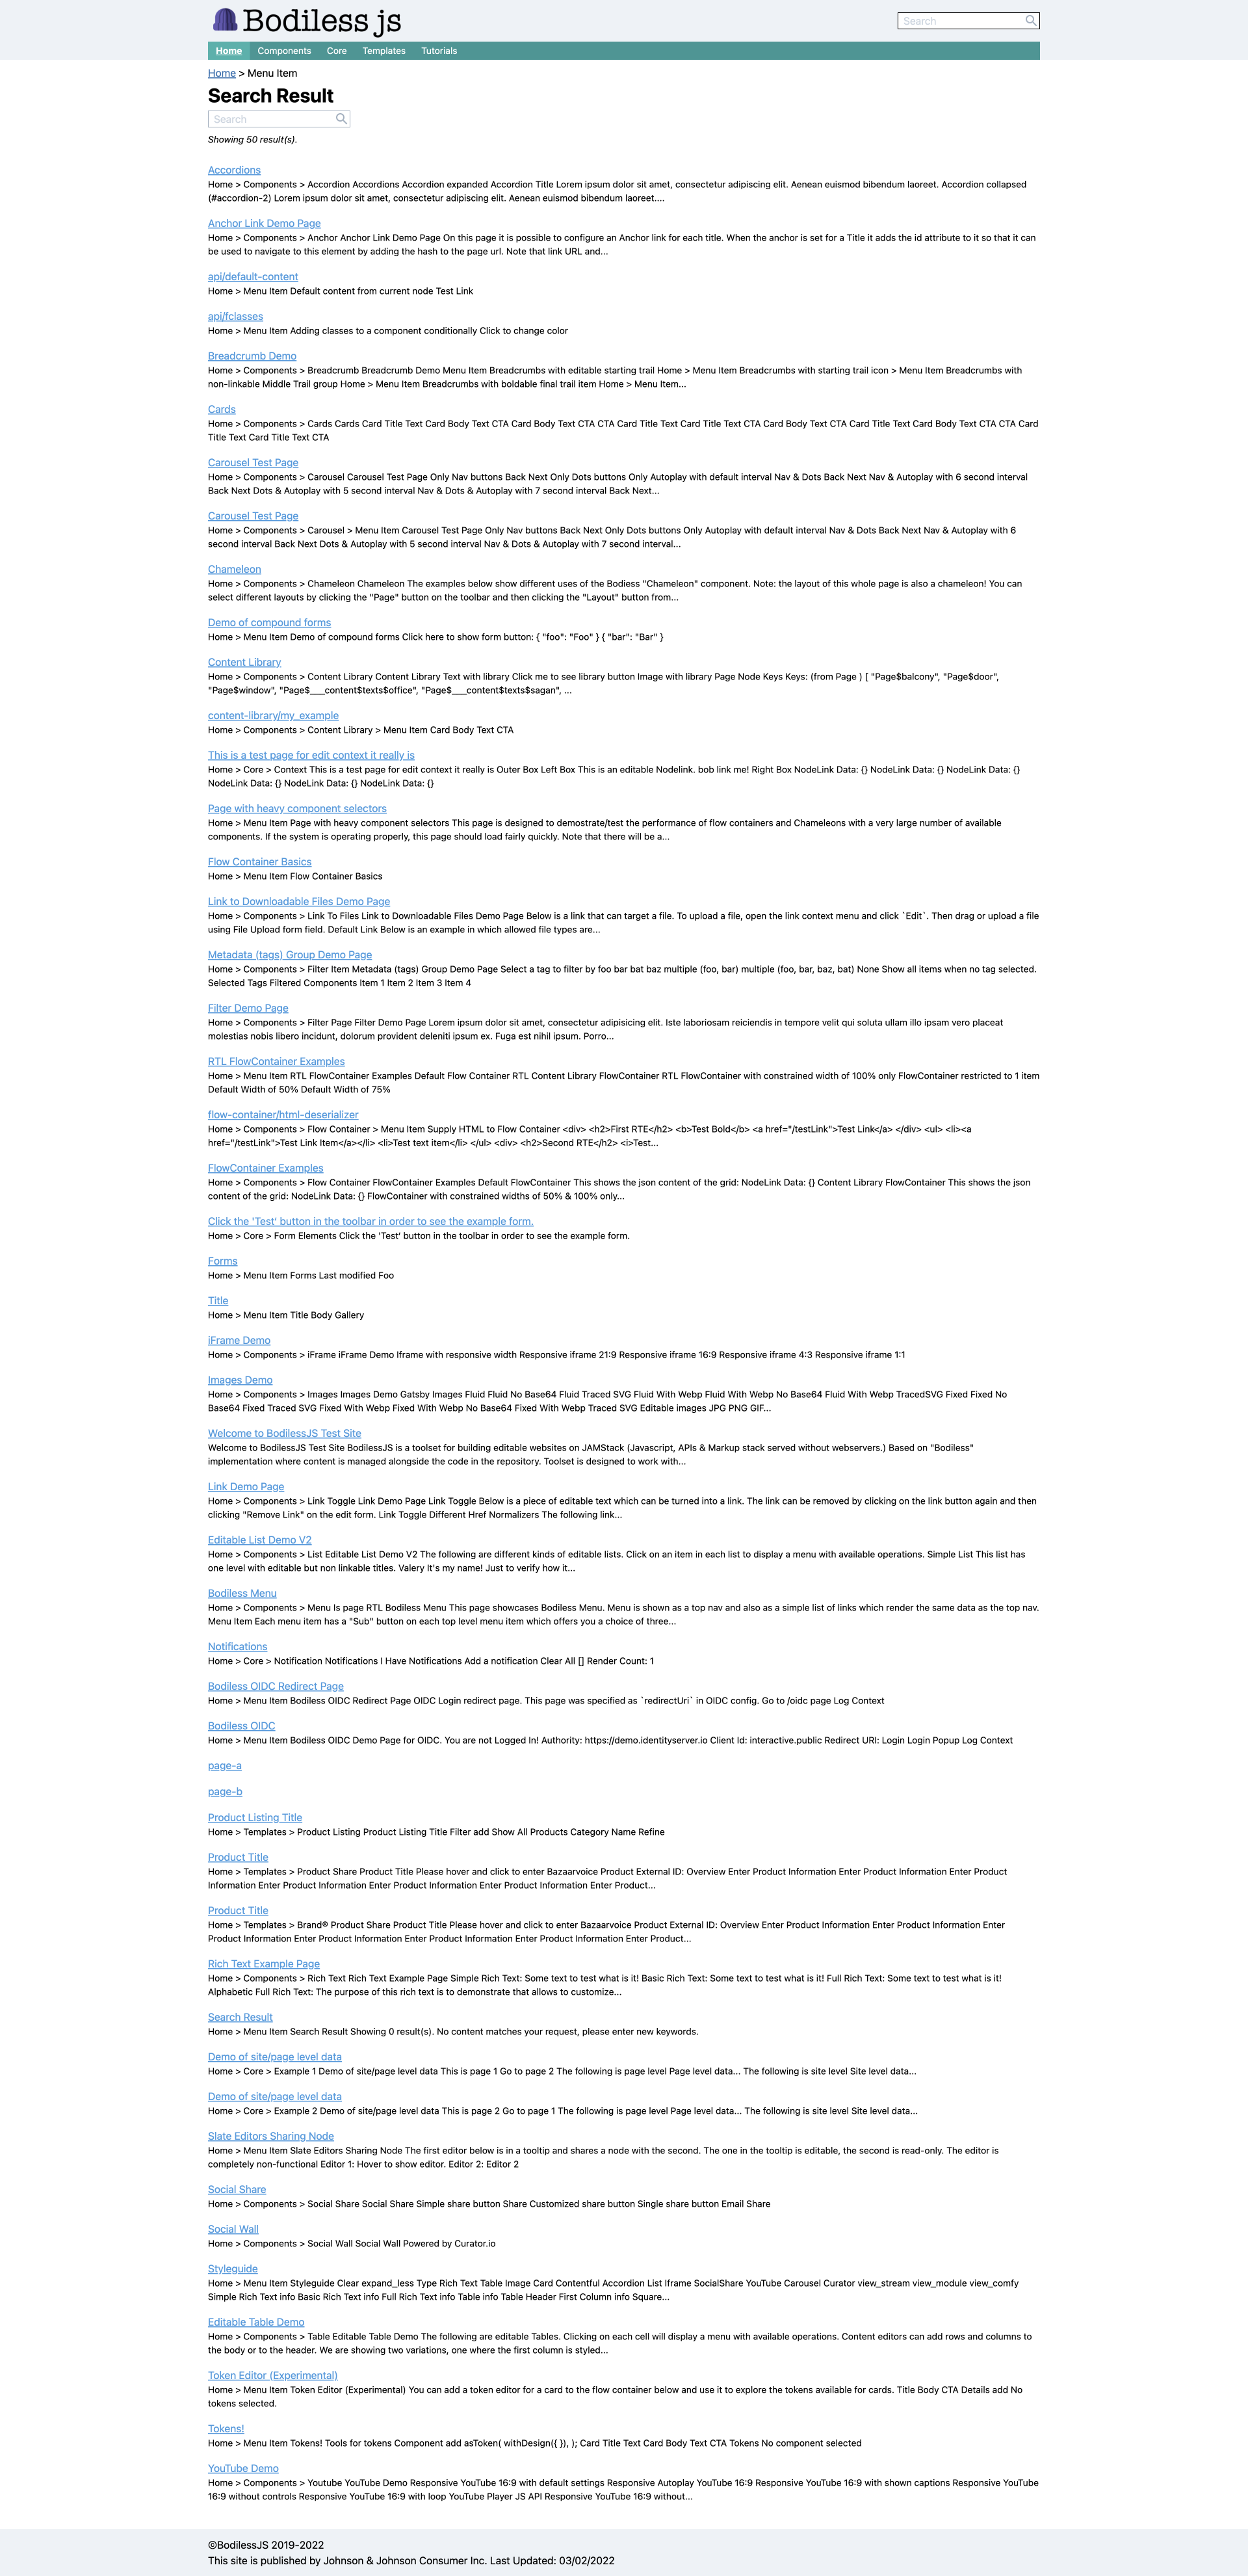 Bodiless js
Search
Home Components Core Templates Tutorials
Home > Menu Item
Search Result
Search
Showing 50 result(s).
Accordions
Home > Components > Accordion Accordions Accordion expanded Accordion Title Lorem ipsum dolor sit amet, consectetur adipiscing elit. Aenean euismod bibendum laoreet. Accordion collapsed
(#accordion-2) Lorem ipsum dolor sit amet, consectetur adipiscing elit. Aenean euismod bibendum laoreet....
Anchor Link Demo Page
Home > Components > Anchor Anchor Link Demo Page On this page it is possible to configure an Anchor link for each title. When the anchor is set for a Title it adds the id attribute to it so that it can
be used to navigate to this element by adding the hash to the page url. Note that link URL and...
api/default-content
Home > Menu Item Default content from current node Test Link
api/fclasses
Home > Menu Item Adding classes to a component conditionally Click to change color
Breadcrumb Demo
Home > Components > Breadcrumb Breadcrumb Demo Menu Item Breadcrumbs with editable starting trail Home > Menu Item Breadcrumbs with starting trail icon > Menu Item Breadcrumbs with
non-linkable Middle Trail group Home > Menu Item Breadcrumbs with boldable final trail item Home > Menu Item...
Cards
Home > Components > Cards Cards Card Title Text Card Body Text CTA Card Body Text CTA CTA Card Title Text Card Title Text CTA Card Body Text CTA Card Title Text Card Body Text CTA CTA Card
Title Text Card Title Text CTA
Carousel Test Page
Home > Components > Carousel Carousel Test Page Only Nav buttons Back Next Only Dots buttons Only Autoplay with default interval Nav & Dots Back Next Nav & Autoplay with 6 second interval
Back Next Dots & Autoplay with 5 second interval Nav & Dots & Autoplay with 7 second interval Back Next...
Carousel Test Page
Home > Components > Carousel > Menu Item Carousel Test Page Only Nav buttons Back Next Only Dots buttons Only Autoplay with default interval Nav & Dots Back Next Nav & Autoplay with 6
second interval Back Next Dots & Autoplay with 5 second interval Nav & Dots & Autoplay with 7 second interval...
Chameleon
Home > Components > Chameleon Chameleon The examples below show different uses of the Bodiess "Chameleon" component. Note: the layout of this whole page is also a chameleon! You can
select different layouts by clicking the "Page" button on the toolbar and then clicking the "Layout" button from...
Demo of compound forms
Home > Menu Item Demo of compound forms Click here to show form button: { "foo": "Foo" } { "bar": "Bar" }
Content Library
Home > Components > Content Library Content Library Text with library Click me to see library button Image with library Page Node Keys Keys: (from Page ) [ "Page$balcony", "Page$door",
"Page$window", "Page$___content$texts$office", "Page$___content$texts$sagan", ...
content-library/my_example
Home > Components > Content Library > Menu Item Card Body Text CTA
This is a test page for edit context it really is
Home > Core > Context This is a test page for edit context it really is Outer Box Left Box This is an editable Nodelink. bob link me! Right Box NodeLink Data: {} NodeLink Data: {} NodeLink Data: {}
NodeLink Data: {} NodeLink Data: {} NodeLink Data: {}
Page with heavy component selectors
Home > Menu Item Page with heavy component selectors This page is designed to demostrate/test the performance of flow containers and Chameleons with a very large number of available
components. If the system is operating properly, this page should load fairly quickly. Note that there will be a...
Flow Container Basics
Home > Menu Item Flow Container Basics
Link to Downloadable Files Demo Page
Home > Components > Link To Files Link to Downloadable Files Demo Page Below is a link that can target a file. To upload a file, open the link context menu and click `Edit`. Then drag or upload a file
using File Upload form field. Default Link Below is an example in which allowed file types are...
Metadata (tags) Group Demo Page
Home > Components > Filter Item Metadata (tags) Group Demo Page Select a tag to filter by foo bar bat baz multiple (foo, bar) multiple (foo, bar, baz, bat) None Show all items when no tag selected.
Selected Tags Filtered Components Item 1 Item 2 Item 3 Item 4
Filter Demo Page
Home > Components > Filter Page Filter Demo Page Lorem ipsum dolor sit amet, consectetur adipisicing elit. Iste laboriosam reiciendis in tempore velit qui soluta ullam illo ipsam vero placeat
molestias nobis libero incidunt, dolorum provident deleniti ipsum ex. Fuga est nihil ipsum. Porro...
RTL FlowContainer Examples
Home > Menu Item RTL FlowContainer Examples Default Flow Container RTL Content Library FlowContainer RTL FlowContainer with constrained width of 100% only FlowContainer restricted to 1 item
Default Width of 50% Default Width of 75%
flow-container/html-deserializer
Home > Components > Flow Container > Menu Item Supply HTML to Flow Container <div> <h2>First RTE</h2> <b>Test Bold</b> <a href="/testLink">Test Link</a> </div> <ul> <li><a
href="/testLink">Test Link Item</a></li> <li>Test text item</li> </ul> <div> <h2>Second RTE</h2> <i>Test...
FlowContainer Examples
Home > Components > Flow Container FlowContainer Examples Default FlowContainer This shows the json content of the grid: NodeLink Data: {} Content Library FlowContainer This shows the json
content of the grid: NodeLink Data: {} FlowContainer with constrained widths of 50% & 100% only...
Click the 'Test' button in the toolbar in order to see the example form.
Home > Core > Form Elements Click the 'Test' button in the toolbar in order to see the example form.
Forms
Home > Menu Item Forms Last modified Foo
Title
Home > Menu Item Title Body Gallery
iFrame Demo
Home > Components > iFrame iFrame Demo Iframe with responsive width Responsive iframe 21:9 Responsive iframe 16:9 Responsive iframe 4:3 Responsive iframe 1:1
Images Demo
Home > Components > Images Images Demo Gatsby Images Fluid Fluid No Base64 Fluid Traced SVG Fluid With Webp Fluid With Webp No Base64 Fluid With Webp TracedSVG Fixed Fixed No
Base64 Fixed Traced SVG Fixed With Webp Fixed With Webp No Base64 Fixed With Webp Traced SVG Editable images JPG PNG GIF...
Welcome to BodilessJS Test Site
Welcome to BodilessJS Test Site BodilesJS is a toolset for building editable websites on JAMStack (Javascript, APIs & Markup stack served without webservers.) Based on "Bodiless"
implementation where content is managed alongside the code in the repository. Toolset is designed to work with...
Link Demo Page
Home > Components > Link Toggle Link Demo Page Link Toggle Below is a piece of editable text which can be turned into a link. The link can be removed by clicking on the link button again and then
clicking "Remove Link" on the edit form. Link Toggle Different Href Normalizers The following link...
Editable List Demo V2
Home > Components > List Editable List Demo V2 The following are different kinds of editable lists. Click on an item in each list to display a menu with available operations. Simple List This list has
one level with editable but non linkable titles. Valery It's my name! Just to verify how it...
Bodiless Menu
Home > Components > Menu Is page RTL Bodiless Menu This page showcases Bodiless Menu. Menu is shown as a top nav and also as a simple list of links which render the same data as the top nav.
Menu Item Each menu item has a "Sub" button on each top level menu item which offers you a choice of three...
Notifications
Home > Core > Notification Notifications I Have Notifications Add a notification Clear All [] Render Count: 1
Bodiless OIDC Redirect Page
Home > Menu Item Bodiless OIDC Redirect Page OIDC Login redirect page. This page was specified as `redirectUri` in OIDC config. Go to /oidc page Log Context
Bodiless OIDC
Home > Menu Item Bodiless OIDC Demo Page for OIDC. You are not Logged In! Authority: https://demo.identityserver.io Client Id: interactive.public Redirect URI: Login Login Popup Log Context
page-a
page-b
Product Listing Title
Home > Templates > Product Listing Product Listing Title Filter add Show All Products Category Name Refine
Product Title
Home > Templates > Product Share Product Title Please hover and click to enter Bazaarvoice Product External ID: Overview Enter Product Information Enter Product Information Enter Product
Information Enter Product Information Enter Product Information Enter Product Information Enter Product...
Product Title
Home > Templates > Brand® Product Share Product Title Please hover and click to enter Bazaarvoice Product External ID: Overview Enter Product Information Enter Product Information Enter
Product Information Enter Product Information Enter Product Information Enter Product Information Enter Product...
Rich Text Example Page
Home > Components > Rich Text Rich Text Example Page Simple Rich Text: Some text to test what is it! Basic Rich Text: Some text to test what is it! Full Rich Text: Some text to test what is it!
Alphabetic Full Rich Text: The purpose of this rich text is to demonstrate that allows to customize...
Search Result
Home > Menu Item Search Result Showing 0 result(s). No content matches your request, please enter new keywords.
Demo of site/page level data
Home > Core > Example 1 Demo of site/page level data This is page 1 Go to page 2 The following is page level Page level data... The following is site level Site level data...
Demo of site/page level data
Home > Core > Example 2 Demo of site/page level data This is page 2 Go to page 1 The following is page level Page level data... The following is site level Site level data...
Slate Editors Sharing Node
Home > Menu Item Slate Editors Sharing Node The first editor below is in a tooltip and shares a node with the second. The one in the tooltip is editable, the second is read-only. The editor is
completely non-functional Editor 1: Hover to show editor. Editor 2: Editor 2
Social Share
Home > Components > Social Share Social Share Simple share button Share Customized share button Single share button Email Share
Social Wall
Home > Components > Social Wall Social Wall Powered by Curator.io
Styleguide
Home > Menu Item Styleguide Clear expand_less Type Rich Text Table Image Card Contentful Accordion List Iframe SocialShare YouTube Carousel Curator view_stream view_module view_comfy
Simple Rich Text info Basic Rich Text info Full Rich Text info Table info Table Header First Column info Square...
Editable Table Demo
Home > Components > Table Editable Table Demo The following are editable Tables. Clicking on each cell will display a menu with available operations. Content editors can add rows and columns to
the body or to the header. We are showing two variations, one where the first column is styled...
Token Editor (Experimental)
Home > Menu Item Token Editor (Experimental) You can add a token editor for a card to the flow container below and use it to explore the tokens available for cards. Title Body CTA Details add No
tokens selected.
Tokens!
Home > Menu Item Tokens! Tools for tokens Component add asToken( withDesign({ }), ); Card Title Text Card Body Text CTA Tokens No component selected
YouTube Demo
Home > Components > Youtube YouTube Demo Responsive YouTube 16:9 with default settings Responsive Autoplay YouTube 16:9 Responsive YouTube 16:9 with shown captions Responsive YouTube
16:9 without controls Responsive YouTube 16:9 with loop YouTube Player JS API Responsive YouTube 16:9 without...
©BodilessJS 2019-2022
This site is published by Johnson & Johnson Consumer Inc. Last Updated: 03/02/2022